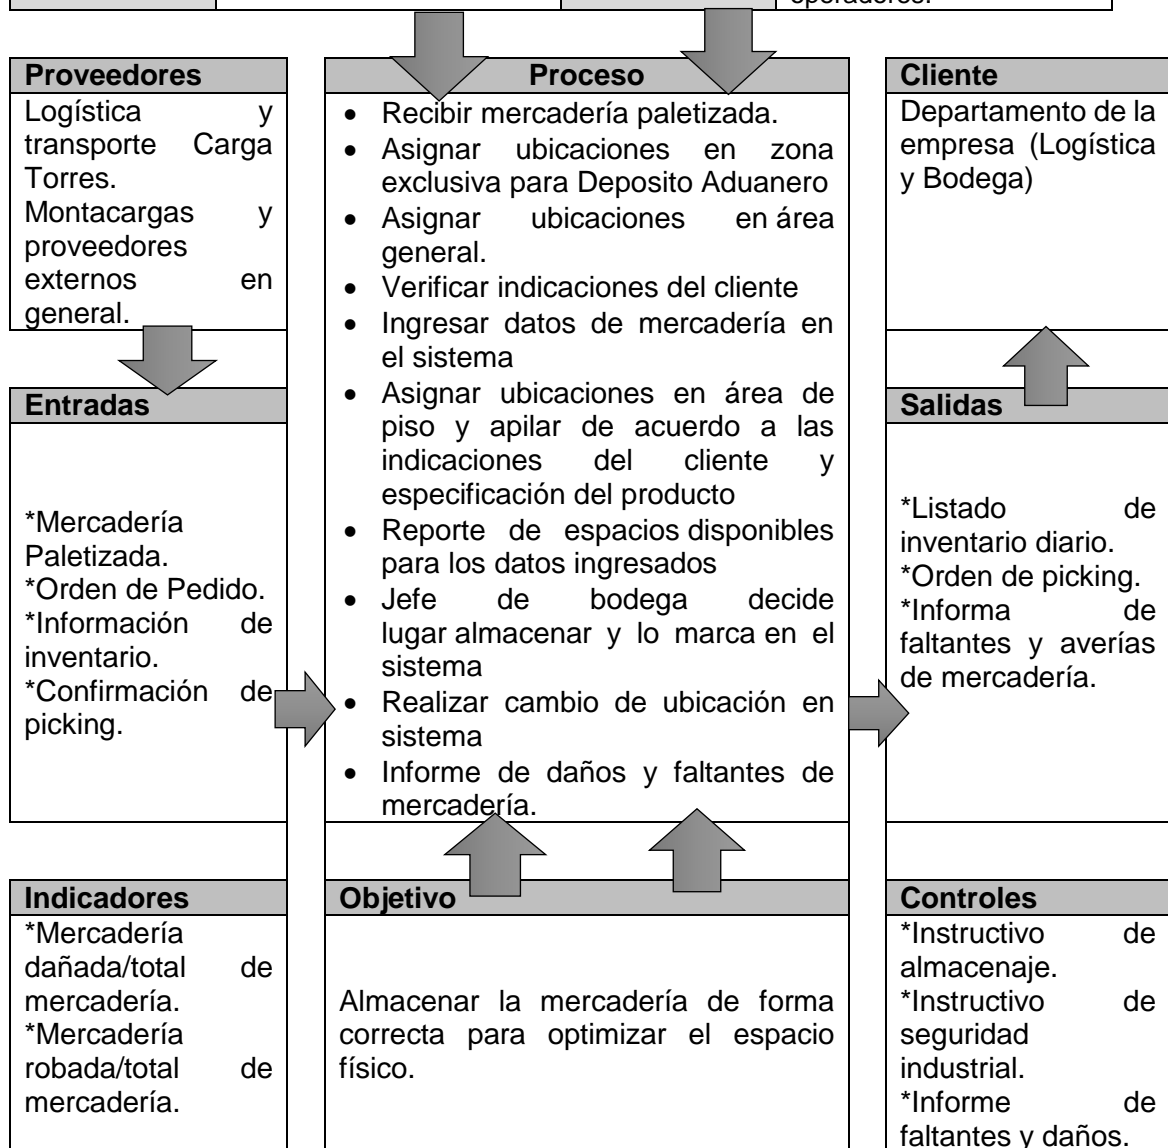 operadores.
Proveedores
Logística y
transporte Carga
Torres.
Montacargas y
proveedores
externos en
general.
Proceso
• Recibir mercadería paletizada.
• Asignar ubicaciones en zona
exclusiva para Deposito Aduanero
• Asignar ubicaciones en área
general.
• Verificar indicaciones del cliente
• Ingresar datos de mercadería en
el sistema
• Asignar ubicaciones en área de
piso y apilar de acuerdo a las
indicaciones del cliente y
especificación del producto
• Reporte de espacios disponibles
para los datos ingresados
• Jefe de bodega decide
lugar almacenar y lo marca en el
sistema
• Realizar cambio de ubicación en
sistema
• Informe de daños y faltantes de
mercadería.
Cliente
Departamento de la
empresa (Logística
y Bodega)
Entradas
*Mercadería
Paletizada.
*Orden de Pedido.
*Información de
inventario.
*Confirmación de
picking.
Salidas
*Listado de
inventario diario.
*Orden de picking.
*Informa de
faltantes y averías
de mercadería.
Indicadores
*Mercadería
dañada/total de
mercadería.
*Mercadería
robada/total de
mercadería.
Objetivo
Almacenar la mercadería de forma
correcta para optimizar el espacio
físico.
Controles
*Instructivo de
almacenaje.
*Instructivo de
seguridad
industrial.
*Informe de
faltantes y daños.